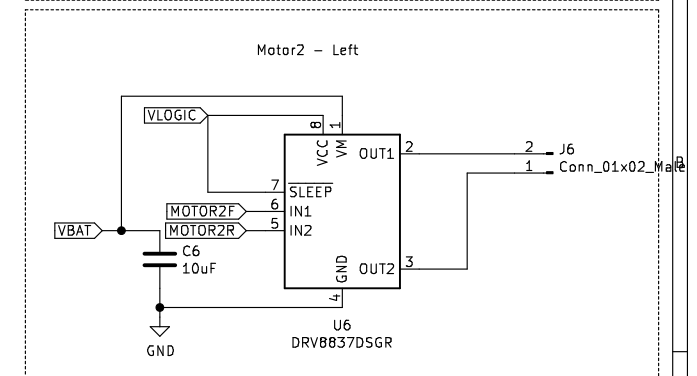 Motor2 - Left
VLOGIC
8
1
VCC
VM
OUT1
2
2
J6
1
Conn_01x02_Male
B
7
SLEEP
MOTOR2F
6
IN1
VBAT
MOTOR2R
5
IN2
C6
10uF
GND
OUT2
3
4
U6
DRV8837DSGR
GND